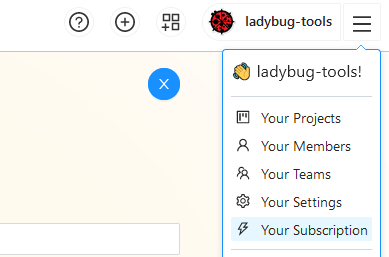 ladybug-tools
X
👋 ladybug-tools!
Your Projects
Your Members
Your Teams
Your Settings
Your Subscription